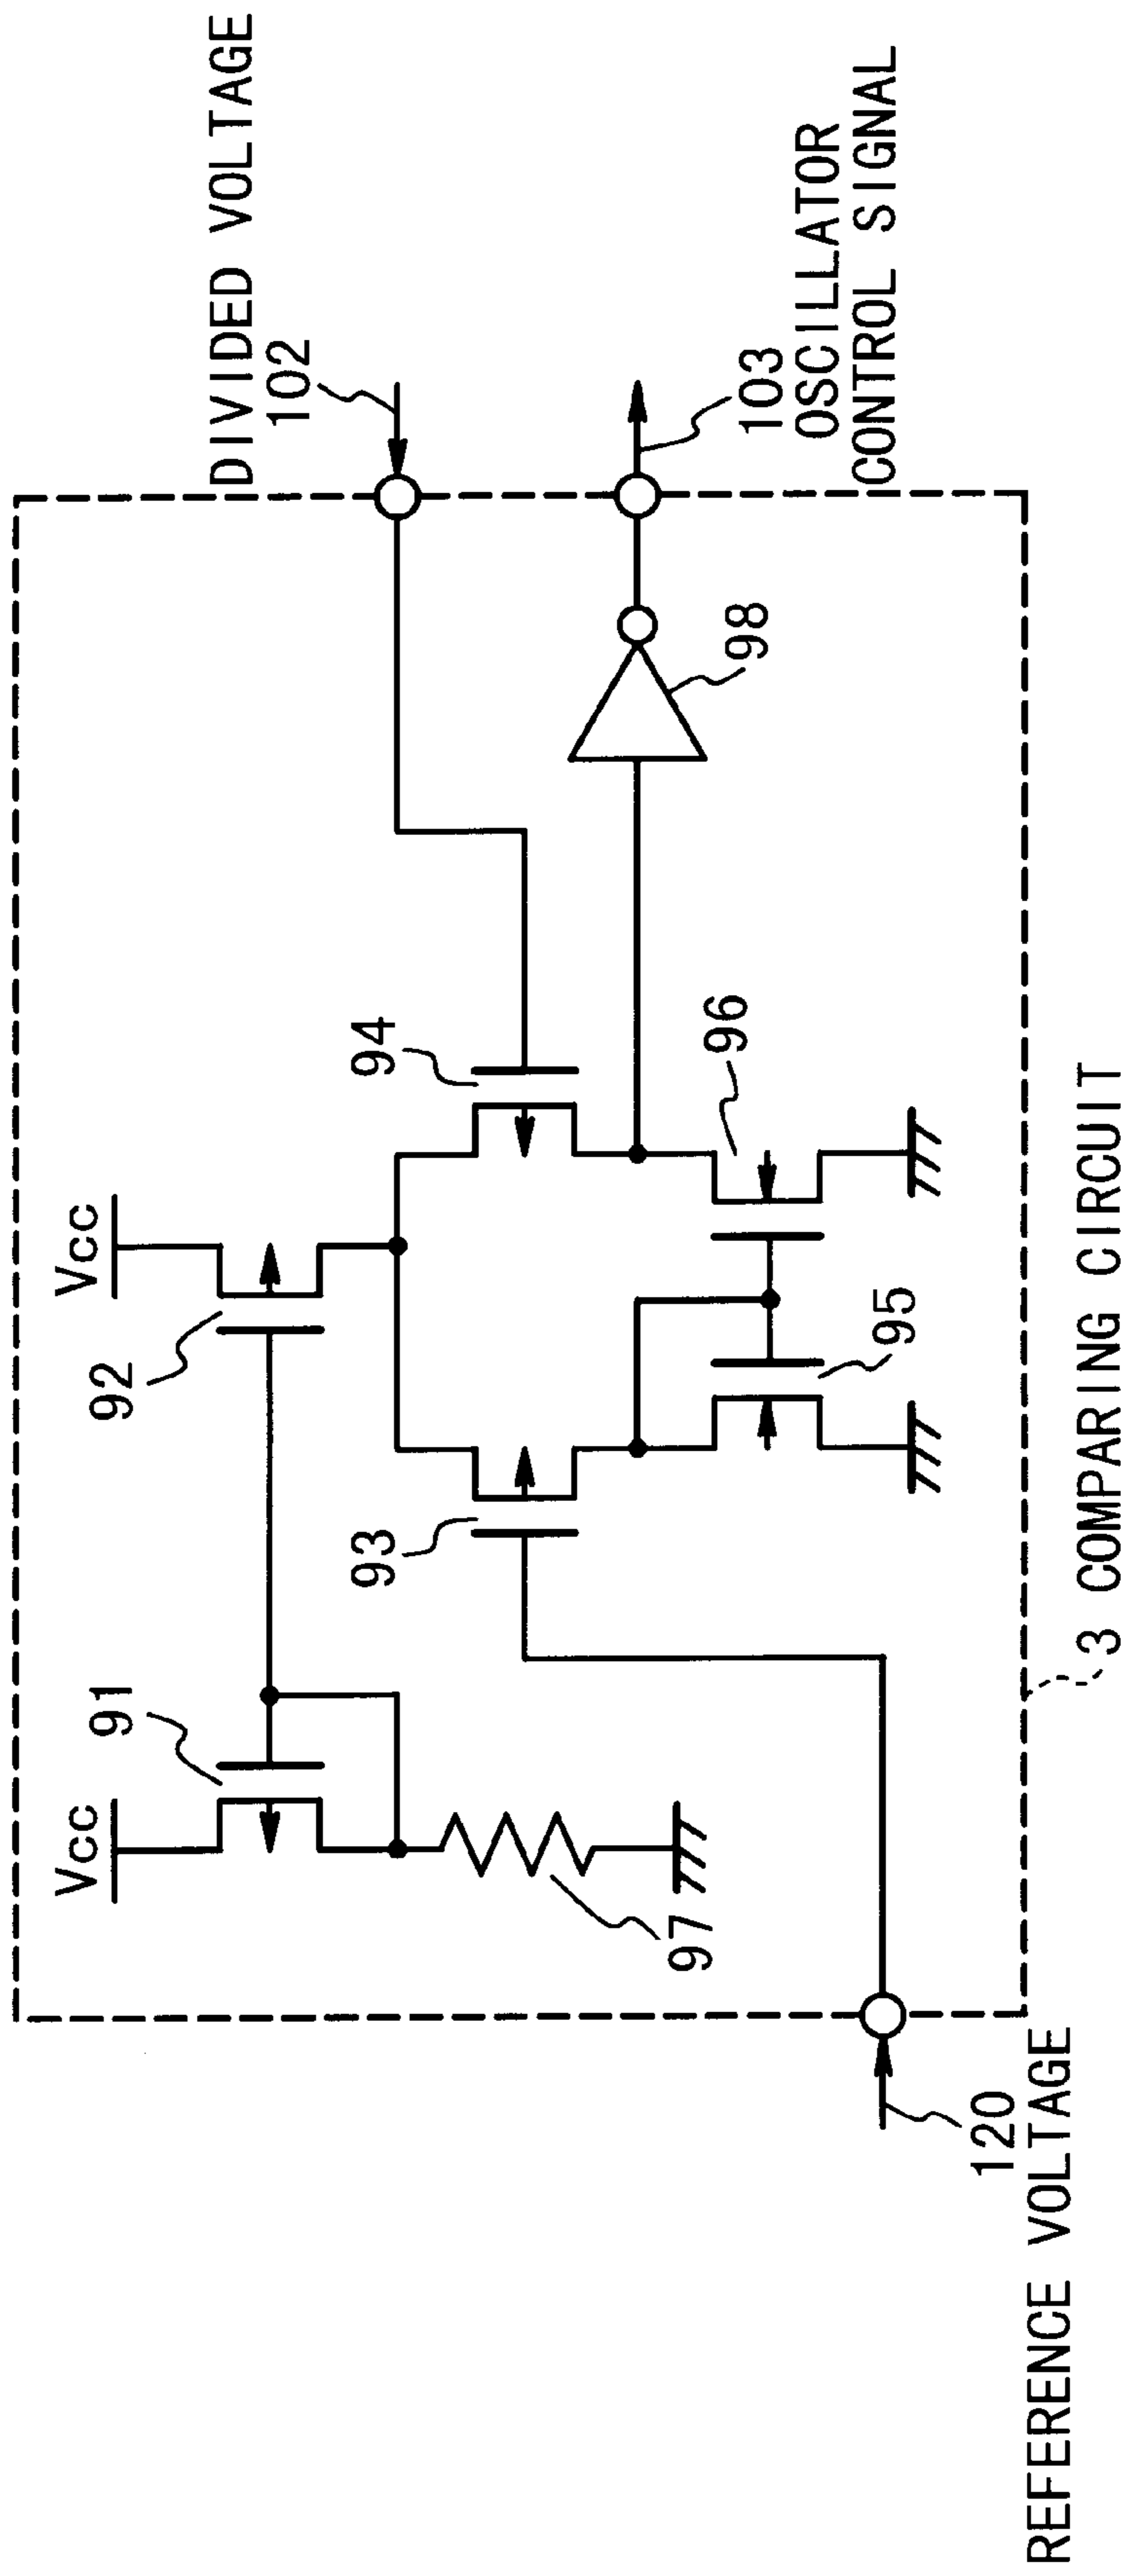 Vcc
Vcc
91
92
97
93
94
95
96
98
DIVIDED VOLTAGE
102
103
OSCILLATOR
CONTROL SIGNAL
120
REFERENCE VOLTAGE
3 COMPARING CIRCUIT